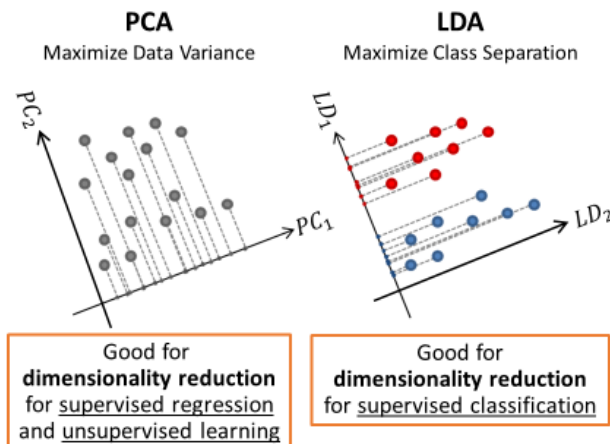 PCA
Maximize Data Variance
PC₂
PC₁
Good for
dimensionality reduction
for supervised regression
and unsupervised learning
LDA
Maximize Class Separation
LD₁
LD₂
Good for
dimensionality reduction
for supervised classification